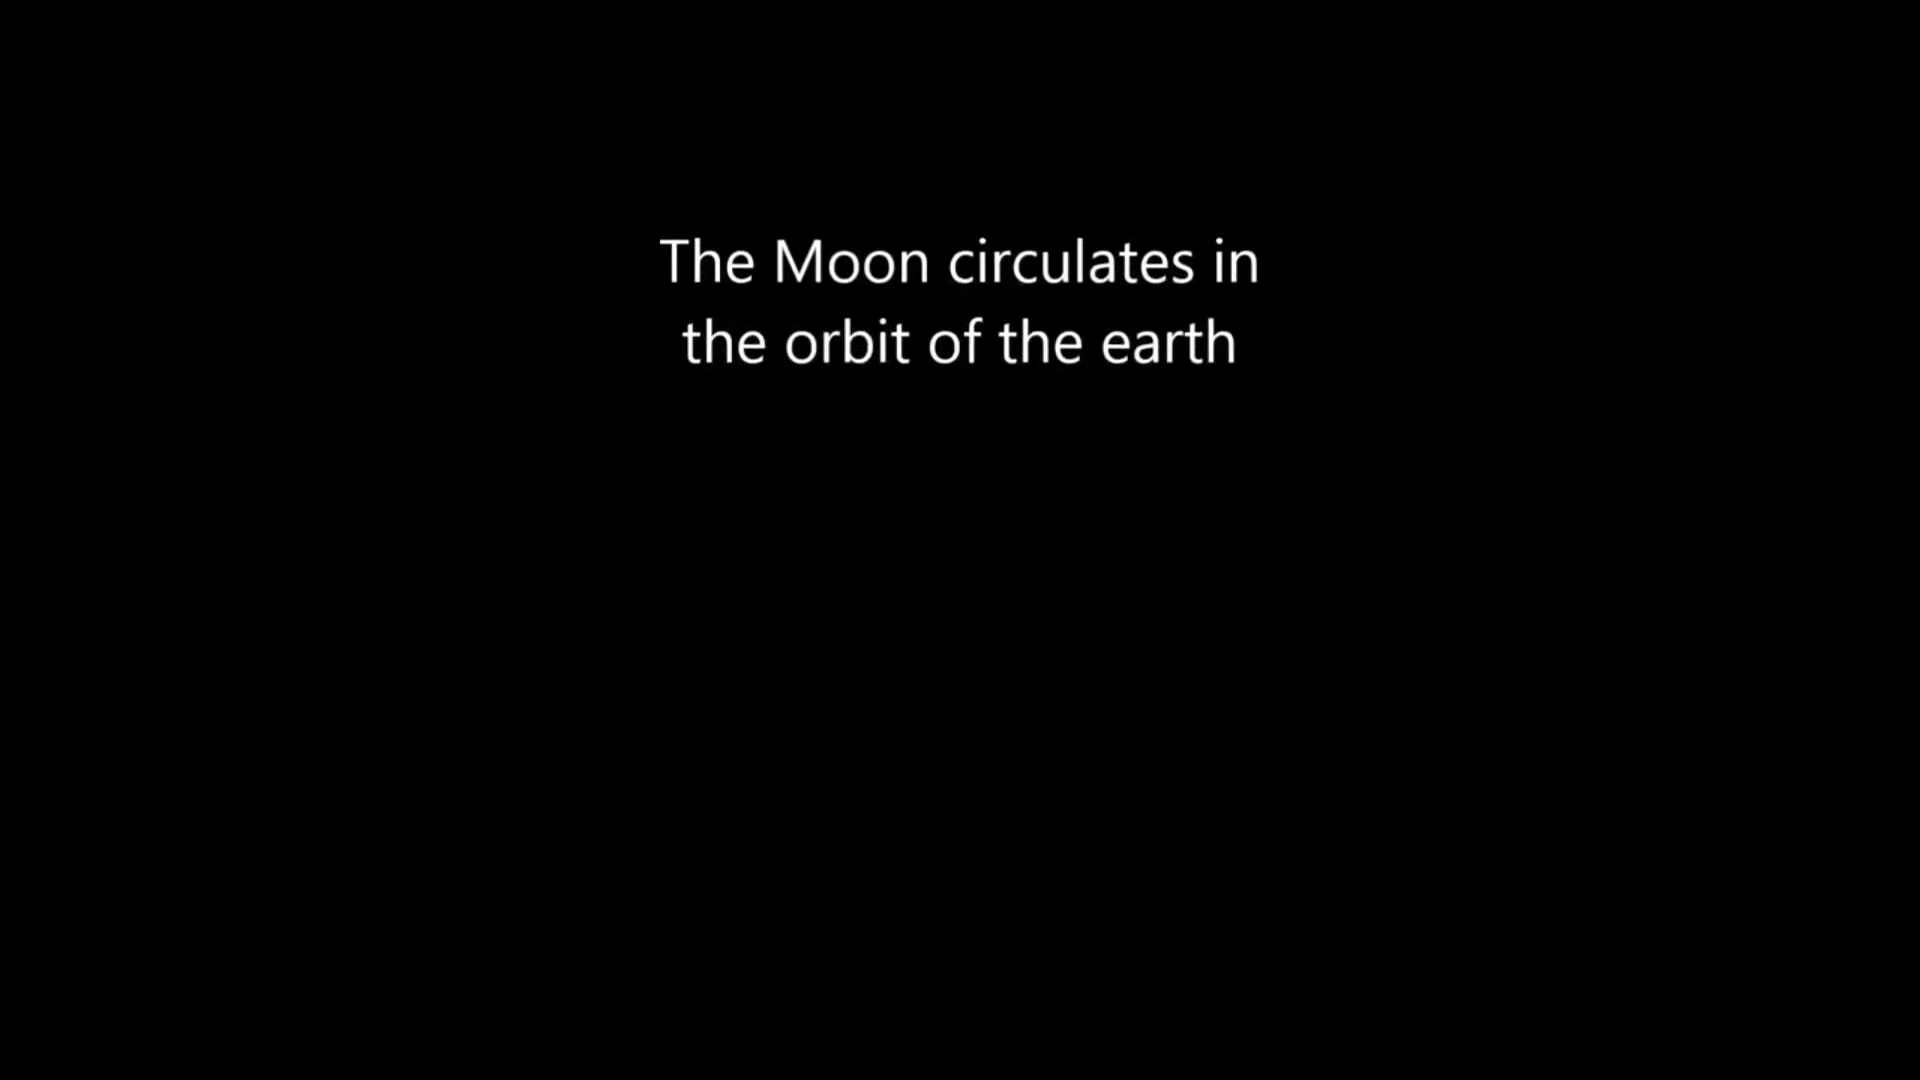 The Moon circulates in
the orbit of the earth